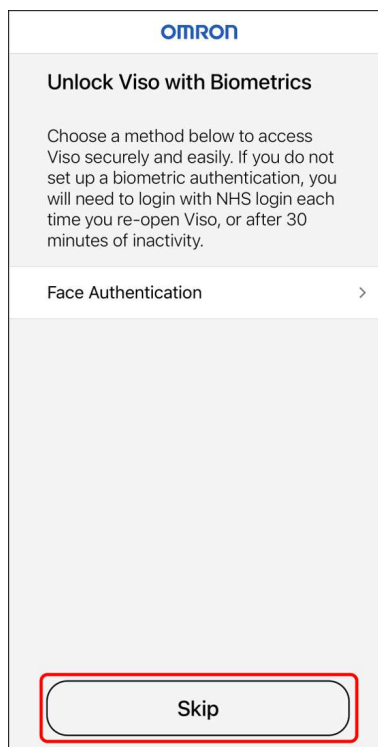 OMRON
Unlock Viso with Biometrics
Choose a method below to access
Viso securely and easily. If you do not
set up a biometric authentication, you
will need to login with NHS login each
time you re-open Viso, or after 30
minutes of inactivity.
Face Authentication
Skip